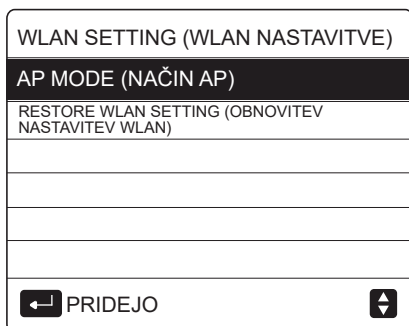 WLAN SETTING (WLAN NASTAVITVE)
AP MODE (NAČIN AP)
RESTORE WLAN SETTING (OBNOVITEV
NASTAVITEV WLAN)
PRIDEJO